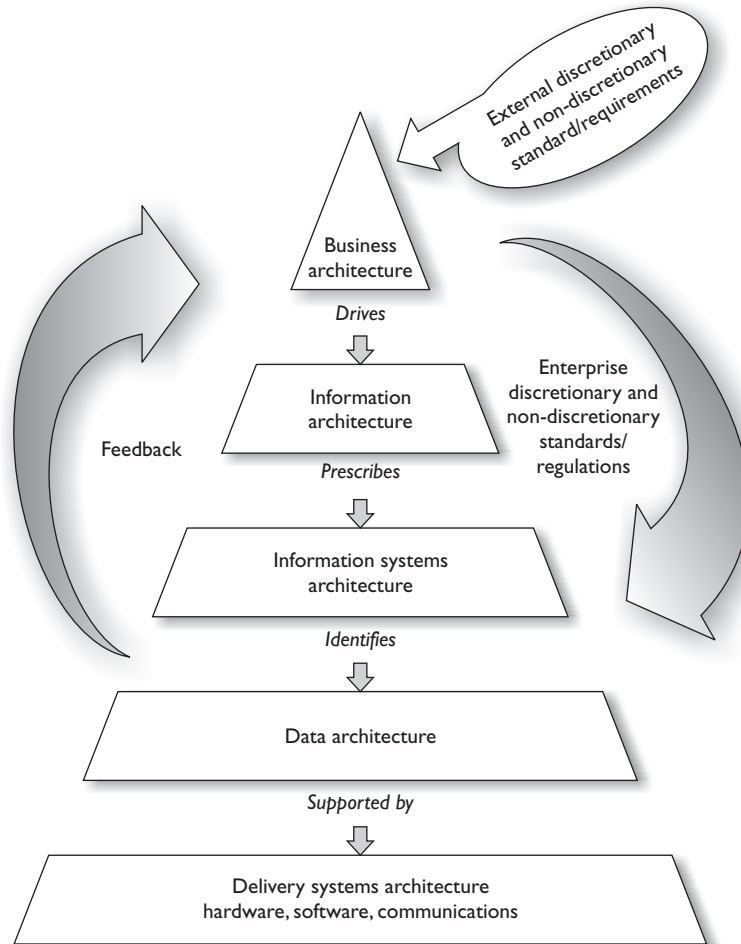 External discretionary
and non-discretionary
standard/requirements
Business
architecture
Drives
Information
architecture
Enterprise
discretionary and
non-discretionary
standards/
regulations
Feedback
Prescribes
Information systems
architecture
Identifies
Data architecture
Supported by
Delivery systems architecture
hardware, software, communications